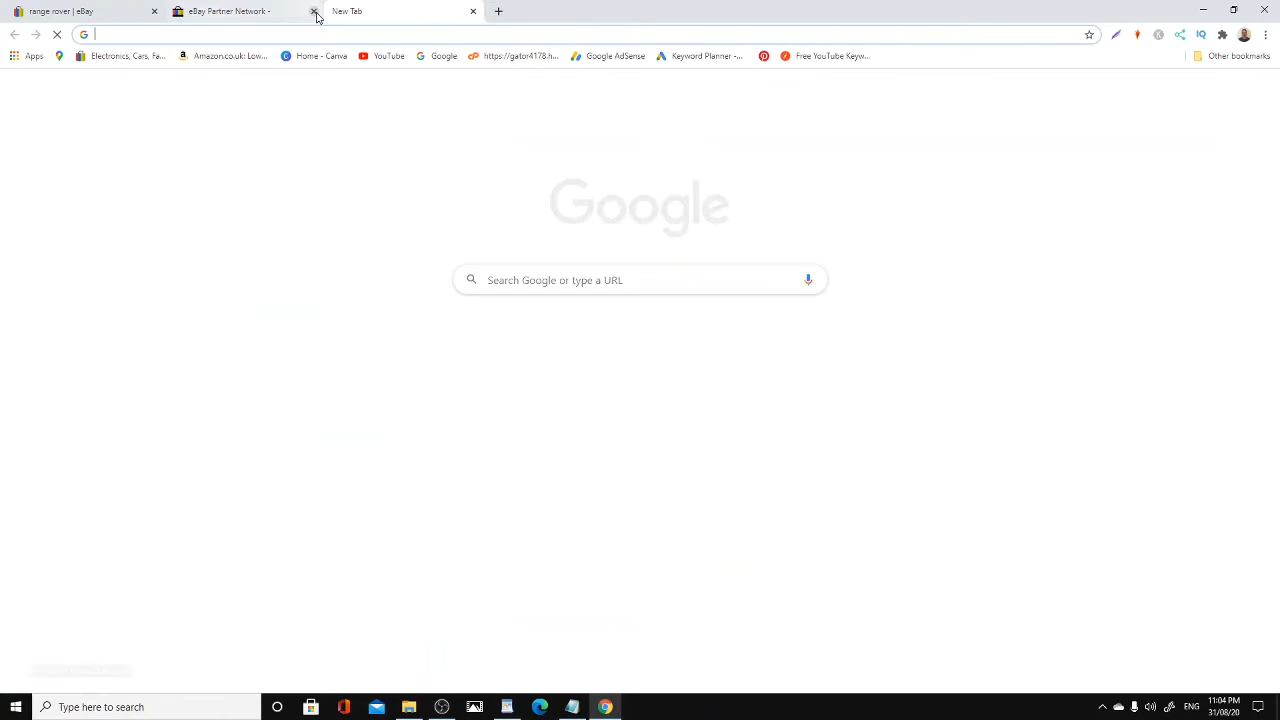 range rover | eBay
eBay Partner Network -
New Tab
Apps
Electronics, Cars, Fa...
Amazon.co.uk: Low...
Home - Canva
YouTube
Google
https://gator4178.h...
Google AdSense
Keyword Planner -...
Free YouTube Keyw...
Other bookmarks
Google
Search Google or type a URL
Type here to search
ENG
11:04 PM
31/08/20